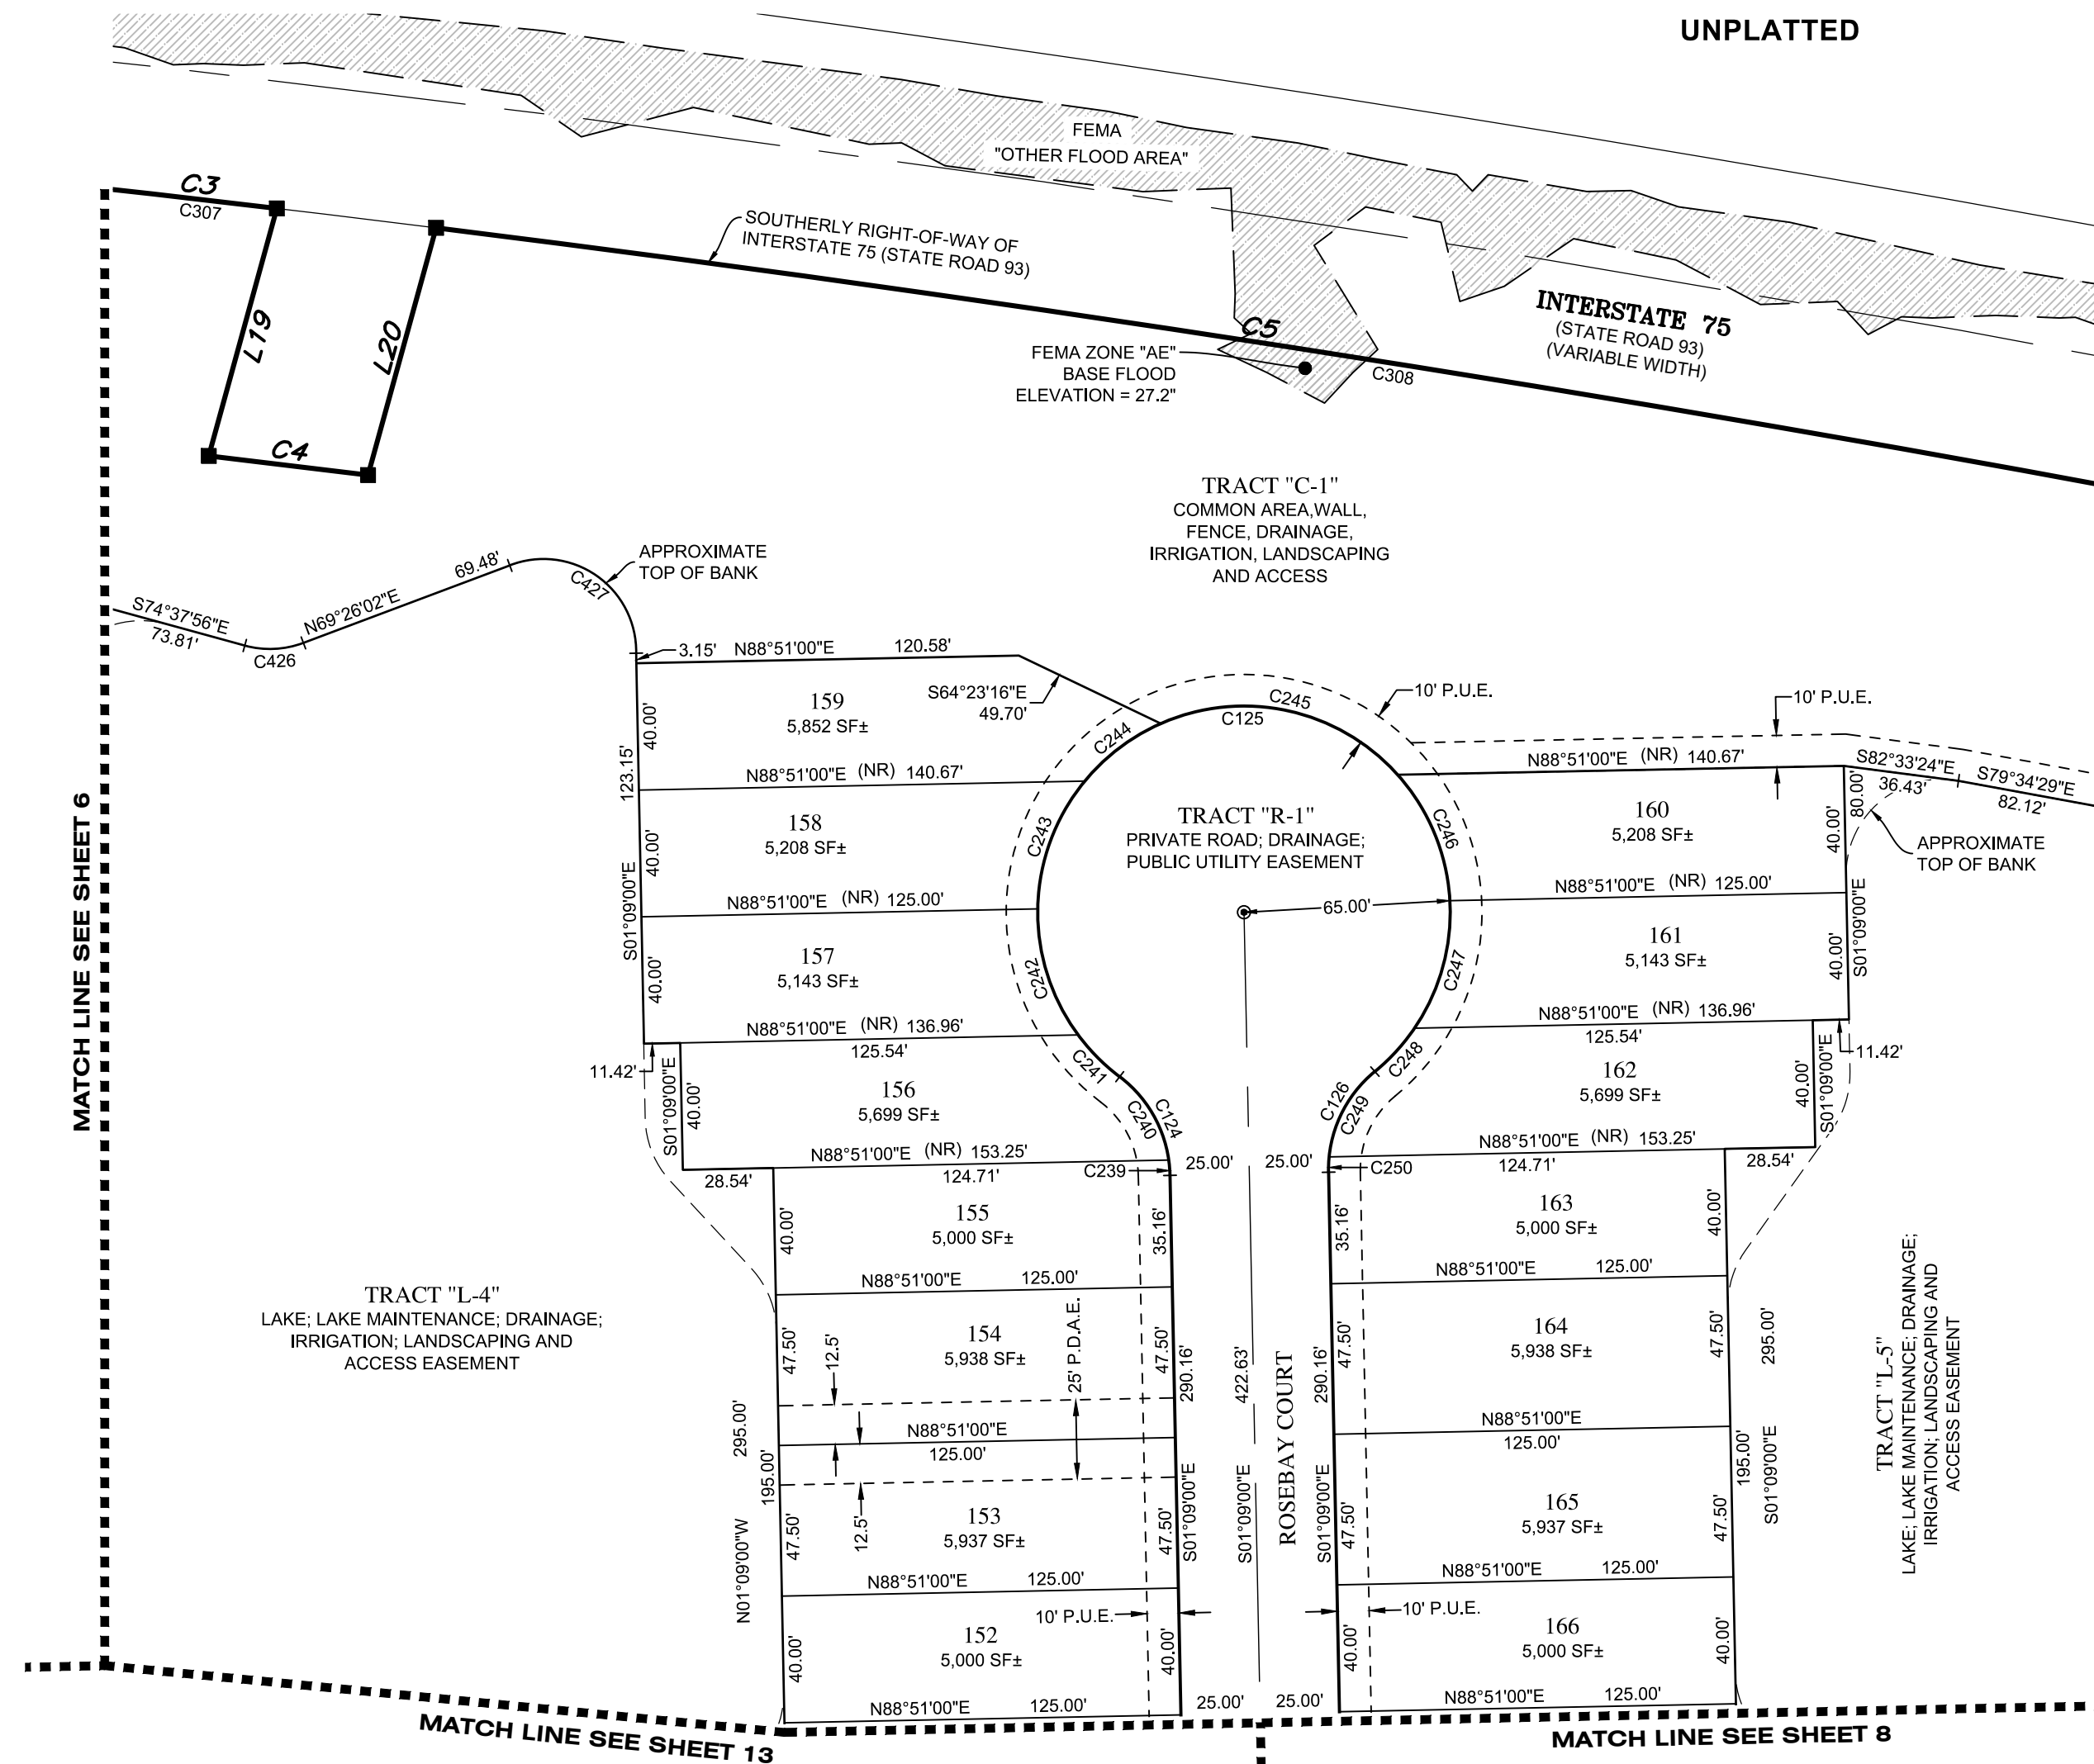 UNPLATTED
FEMA
"OTHER FLOOD AREA"
C3
C307
SOUTHERLY RIGHT-OF-WAY OF
INTERSTATE 75 (STATE ROAD 93)
L19
L20
C4
C5
C308
INTERSTATE 75
(STATE ROAD 93)
(VARIABLE WIDTH)
FEMA ZONE "AE"
BASE FLOOD
ELEVATION = 27.2"
TRACT "C-1"
COMMON AREA,WALL,
FENCE, DRAINAGE,
IRRIGATION, LANDSCAPING
AND ACCESS
APPROXIMATE
TOP OF BANK
S74°37'56"E
73.81'
C426
N69°26'02"E
69.48'
C427
3.15'
N88°51'00"E
120.58'
S64°23'16"E
49.70'
159
5,852 SF±
40.00'
123.15'
S01°09'00"E
N88°51'00"E (NR) 140.67'
158
5,208 SF±
40.00'
N88°51'00"E (NR) 125.00'
157
5,143 SF±
40.00'
N88°51'00"E (NR) 136.96'
125.54'
11.42'
S01°09'00"E
40.00'
156
5,699 SF±
N88°51'00"E (NR) 153.25'
124.71'
28.54'
C239
C240
C124
C241
C242
C243
C244
C125
C245
10' P.U.E.
C246
C247
C248
C126
C249
C250
TRACT "R-1"
PRIVATE ROAD; DRAINAGE;
PUBLIC UTILITY EASEMENT
65.00'
25.00'
25.00'
10' P.U.E.
N88°51'00"E (NR) 140.67'
S82°33'24"E
36.43'
S79°34'29"E
82.12'
160
5,208 SF±
40.00'
80.00'
APPROXIMATE
TOP OF BANK
N88°51'00"E (NR) 125.00'
161
5,143 SF±
40.00'
S01°09'00"E
N88°51'00"E (NR) 136.96'
125.54'
11.42'
162
5,699 SF±
40.00'
S01°09'00"E
N88°51'00"E (NR) 153.25'
124.71'
28.54'
MATCH LINE SEE SHEET 6
TRACT "L-4"
LAKE; LAKE MAINTENANCE; DRAINAGE;
IRRIGATION; LANDSCAPING AND
ACCESS EASEMENT
40.00'
155
5,000 SF±
35.16'
N88°51'00"E
125.00'
47.50'
12.5'
154
5,938 SF±
25' P.D.A.E.
47.50'
290.16'
295.00'
195.00'
N88°51'00"E
125.00'
N01°09'00"W
47.50'
12.5'
153
5,937 SF±
47.50'
S01°09'00"E
N88°51'00"E
125.00'
10' P.U.E.
40.00'
152
5,000 SF±
40.00'
N88°51'00"E
125.00'
25.00'
25.00'
422.63'
S01°09'00"E
ROSEBAY COURT
35.16'
163
5,000 SF±
40.00'
N88°51'00"E
125.00'
290.16'
47.50'
164
5,938 SF±
47.50'
295.00'
N88°51'00"E
125.00'
S01°09'00"E
47.50'
165
5,937 SF±
47.50'
195.00'
S01°09'00"E
N88°51'00"E
125.00'
10' P.U.E.
40.00'
166
5,000 SF±
40.00'
N88°51'00"E
125.00'
TRACT "L-5"
LAKE; LAKE MAINTENANCE; DRAINAGE;
IRRIGATION; LANDSCAPING AND
ACCESS EASEMENT
MATCH LINE SEE SHEET 13
MATCH LINE SEE SHEET 8